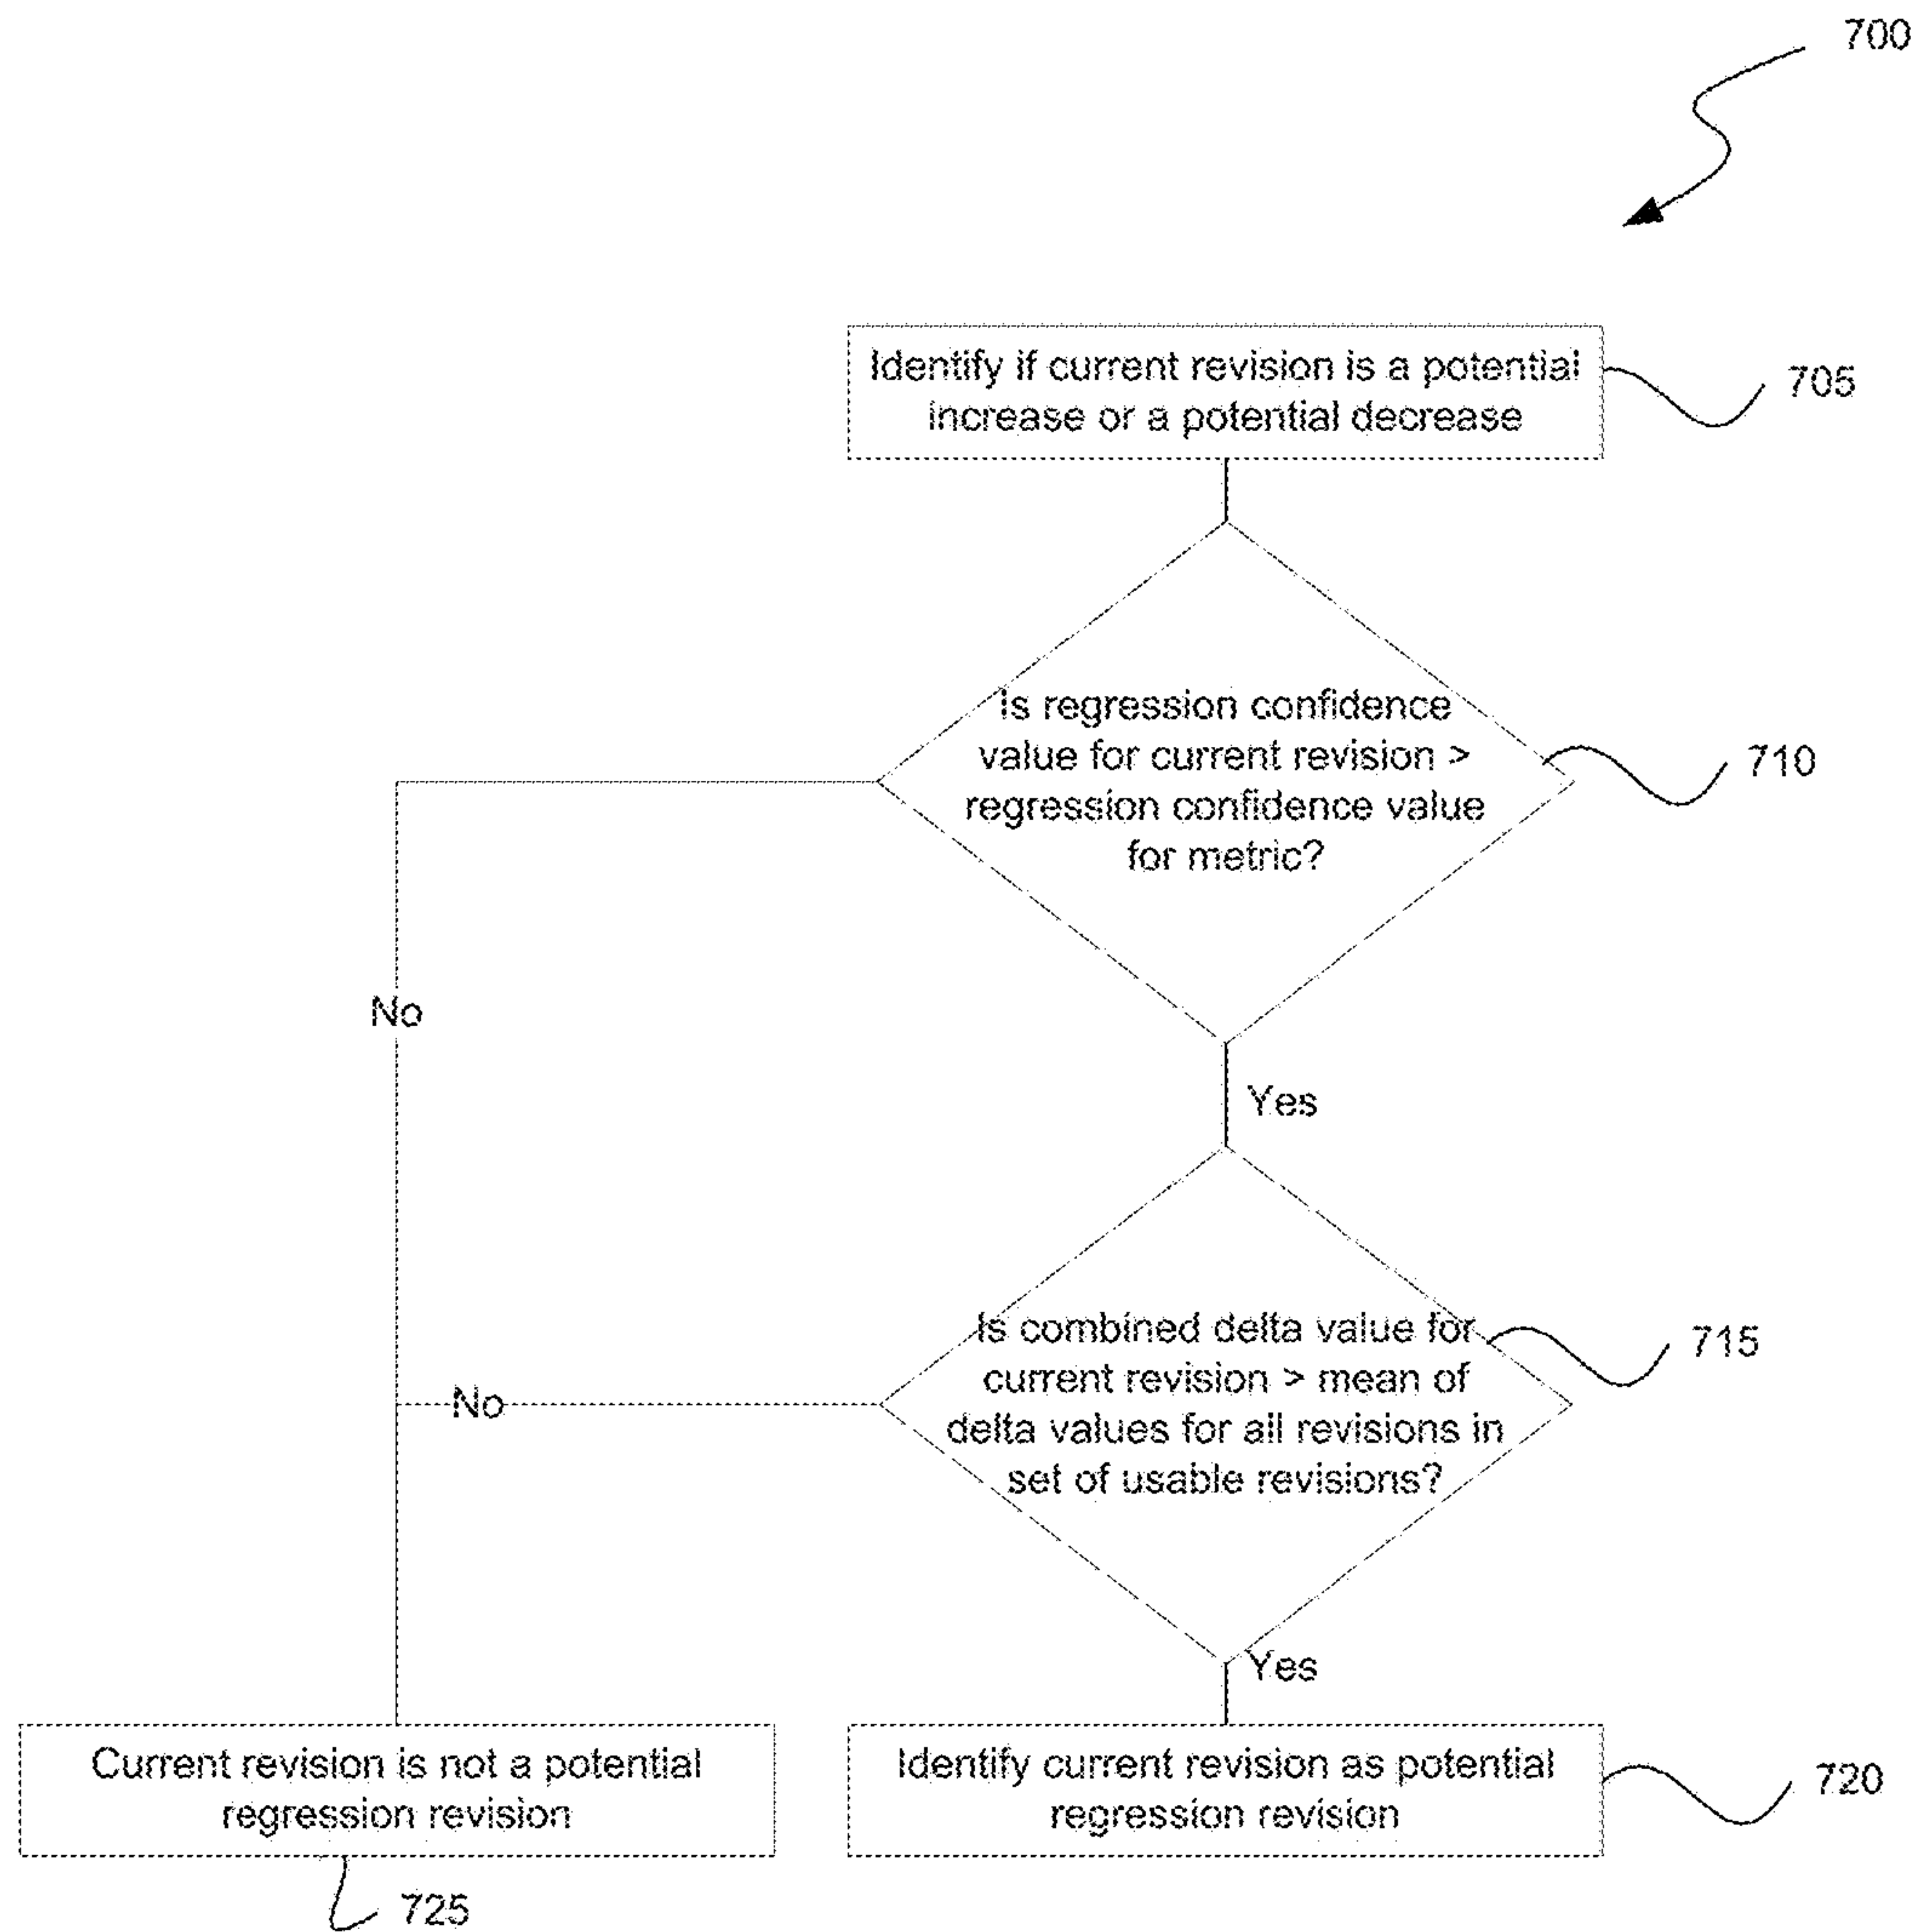 700
Identify if current revision is a potential
increase or a potential decrease
705
Is regression confidence
value for current revision >
regression confidence value
for metric?
710
No
Yes
Is combined delta value for
current revision > mean of
delta values for all revisions in
set of usable revisions?
715
No
Yes
Current revision is not a potential
regression revision
Identify current revision as potential
regression revision
720
725